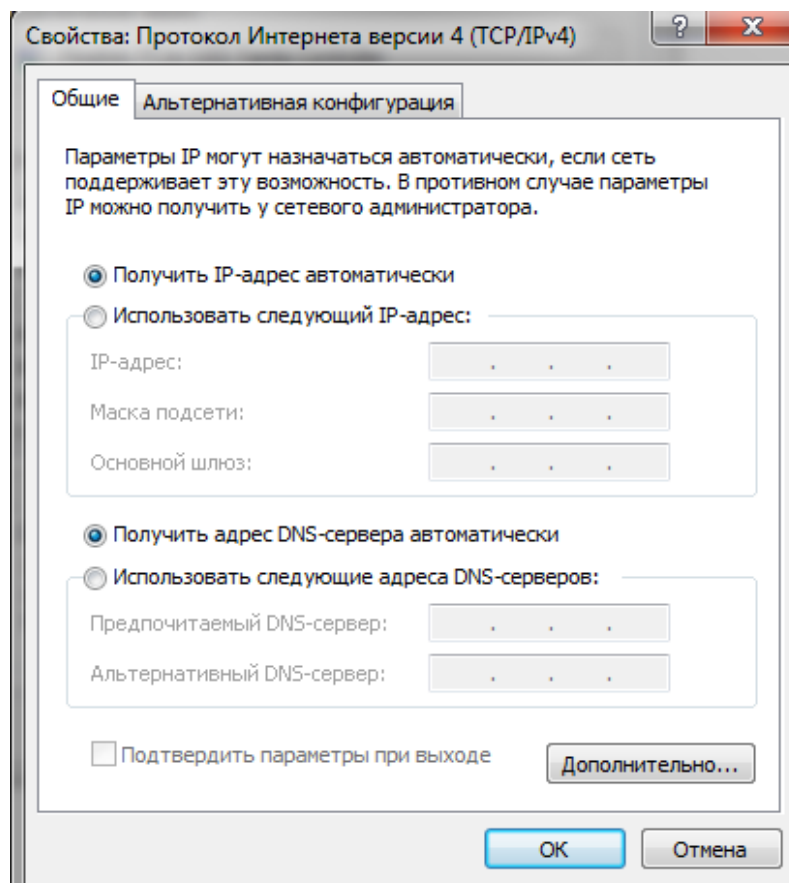 Свойства: Протокол Интернета версии 4 (TCP/IPv4)
Общие
Альтернативная конфигурация
Параметры IP могут назначаться автоматически, если сеть
поддерживает эту возможность. В противном случае параметры
IP можно получить у сетевого администратора.
Получить IP-адрес автоматически
Использовать следующий IP-адрес:
IP-адрес:
Маска подсети:
Основной шлюз:
Получить адрес DNS-сервера автоматически
Использовать следующие адреса DNS-серверов:
Предпочитаемый DNS-сервер:
Альтернативный DNS-сервер:
Подтвердить параметры при выходе
Дополнительно...
ОК
Отмена